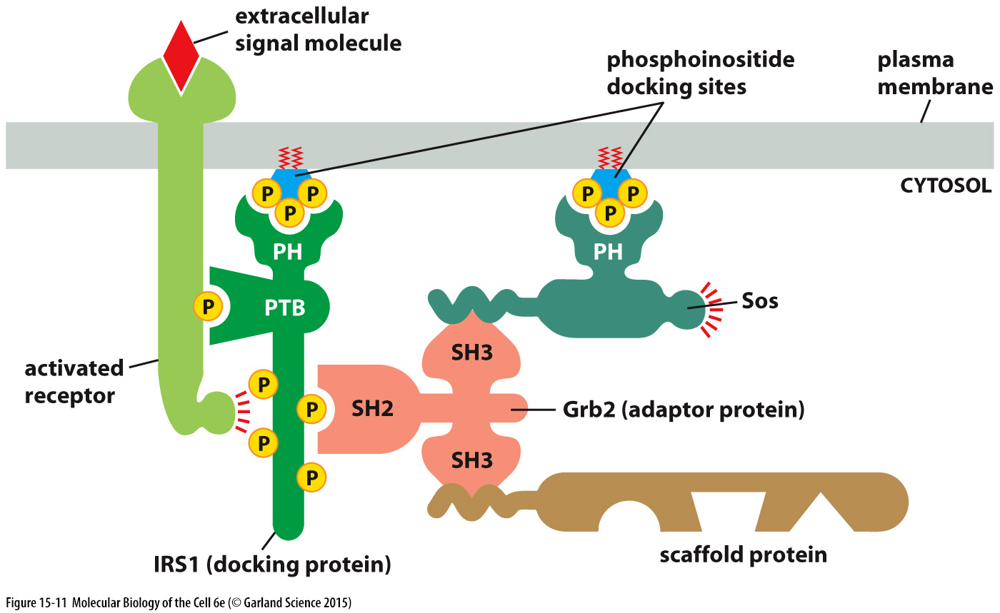 extracellular
signal molecule
phosphoinositide
docking sites
plasma
membrane
CYTOSOL
P
P
P
P
P
P
PH
PH
P
PTB
Sos
SH3
activated
receptor
P
P
SH2
Grb2 (adaptor protein)
P
SH3
P
IRS1 (docking protein)
scaffold protein
Figure 15-11 Molecular Biology of the Cell 6e (© Garland Science 2015)